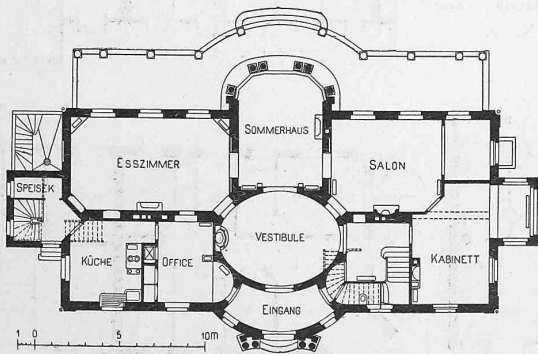 SOMMERHAUS
ESSZIMMER
SALON
SPEISEK
VESTIBULE
KÜCHE
OFFICE
KABINETT
EINGANG
1 0 5 10m